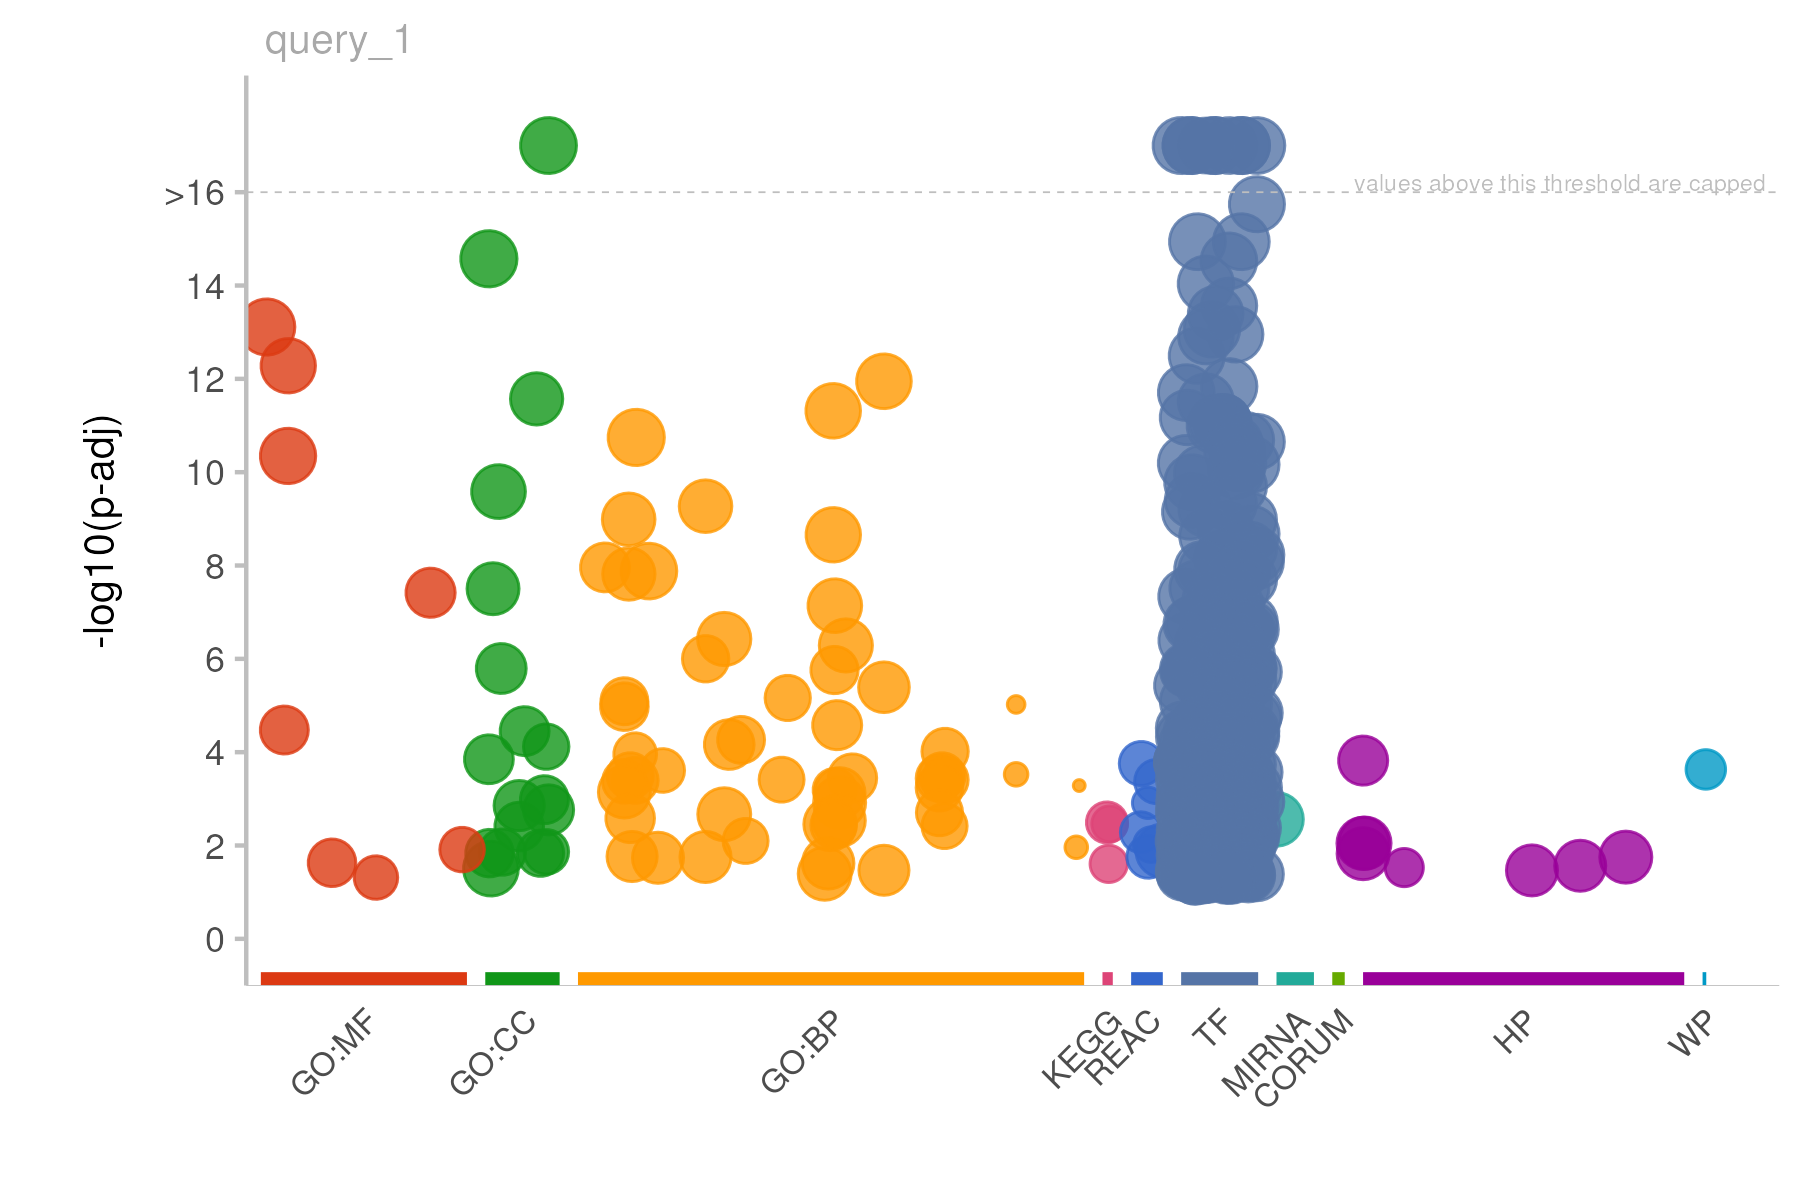 query_1
values above this threshold are capped
>16
14
12
10
8
6
4
2
0
-log10(p-adj)
GO:MF
GO:CC
GO:BP
KEGG
REAC
TF
MIRNA
CORUM
HP
WP